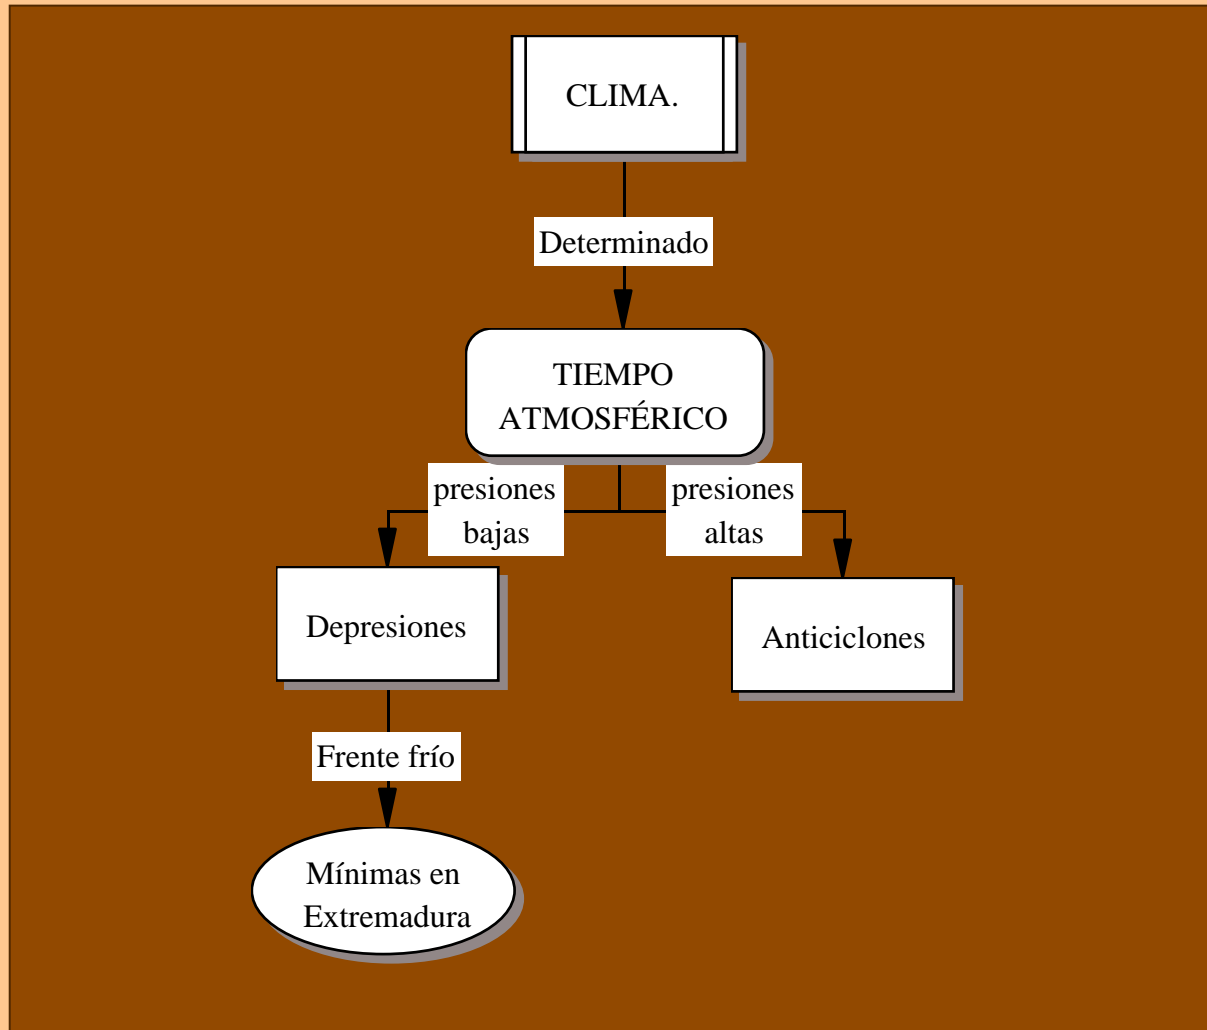 CLIMA.
Determinado
TIEMPO
ATMOSFÉRICO
presiones
bajas
presiones
altas
Depresiones
Anticiclones
Frente frío
Mínimas en
Extremadura